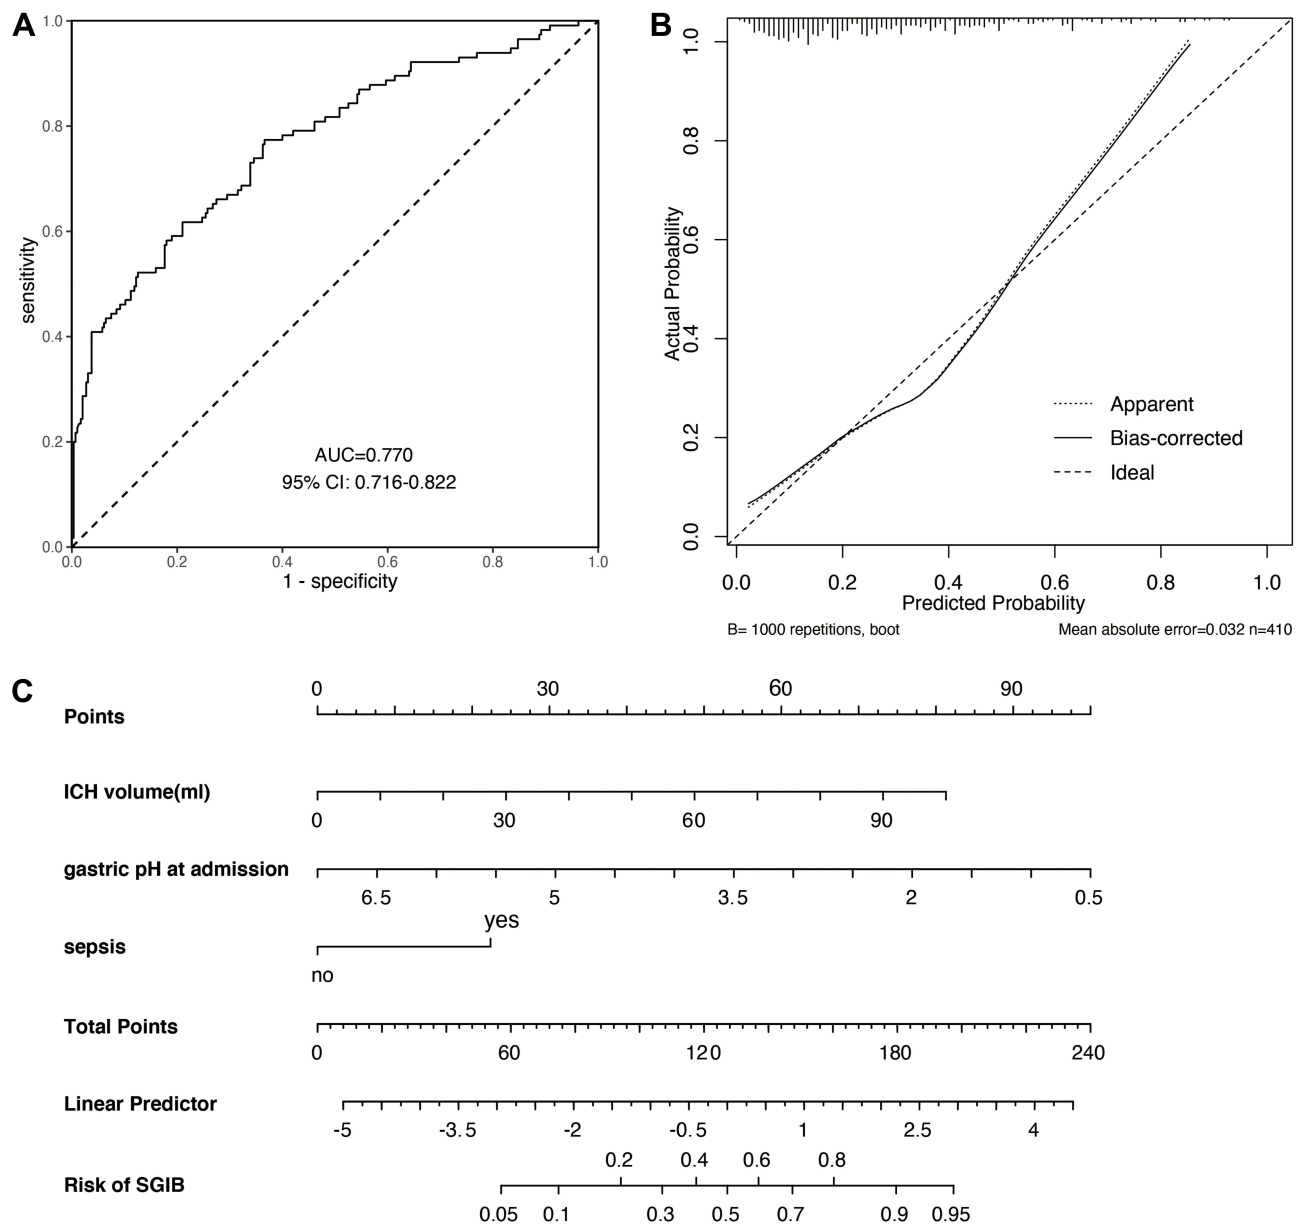 A
1.0
0.8
0.6
0.4
0.2
0.0
sensitivity
AUC=0.770
95% CI: 0.716-0.822
0.0 0.2 0.4 0.6 0.8 1.0
1 - specificity
B
1.0
0.8
0.6
0.4
0.2
0.0
Actual Probability
Apparent
Bias-corrected
Ideal
0.0 0.2 0.4 0.6 0.8 1.0
Predicted Probability
B= 1000 repetitions, boot
Mean absolute error=0.032 n=410
C
0 30 60 90
Points
ICH volume(ml)
0 30 60 90
gastric pH at admission
6.5 5 3.5 2 0.5
yes
sepsis
no
Total Points
0 60 120 180 240
Linear Predictor
-5 -3.5 -2 -0.5 1 2.5 4
0.2 0.4 0.6 0.8
Risk of SGIB
0.05 0.1 0.3 0.5 0.7 0.9 0.95